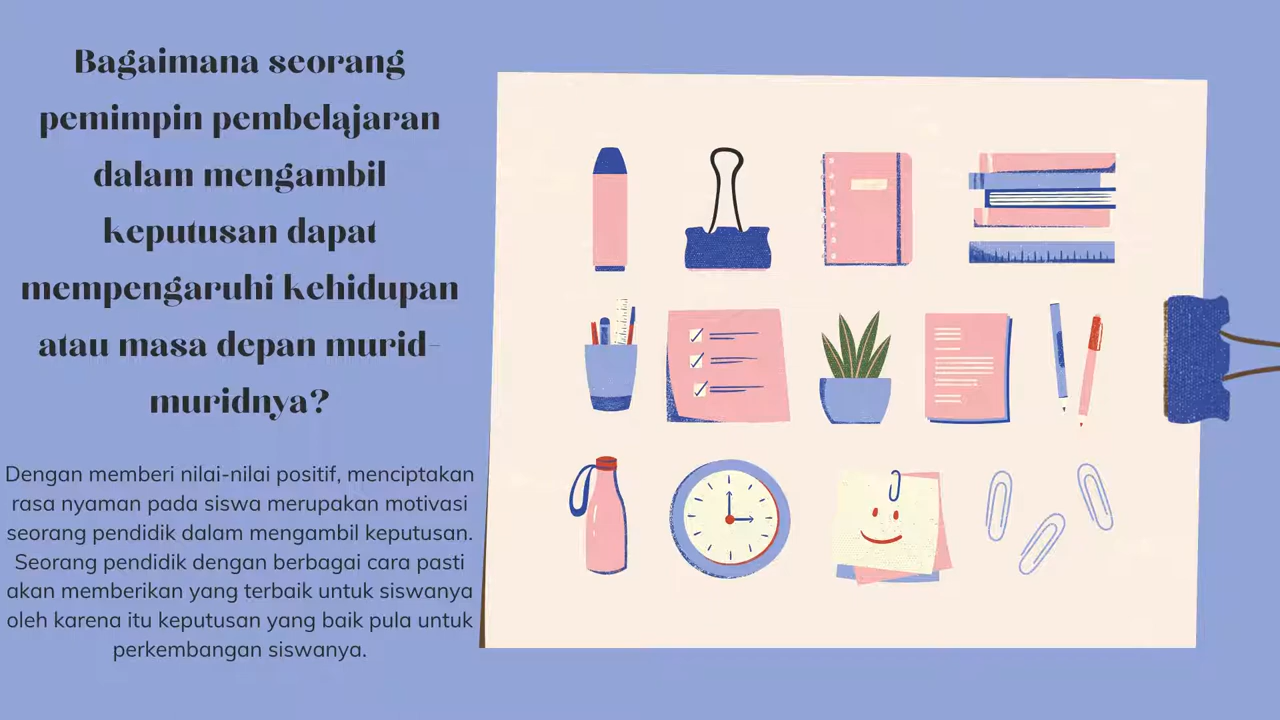 Bagaimana seorang
pemimpin pembelajaran
dalam mengambil
keputusan dapat
mempengaruhi kehidupan
atau masa depan murid-
muridnya?
Dengan memberi nilai-nilai positif, menciptakan
rasa nyaman pada siswa merupakan motivasi
seorang pendidik dalam mengambil keputusan.
Seorang pendidik dengan berbagai cara pasti
akan memberikan yang terbaik untuk siswanya
oleh karena itu keputusan yang baik pula untuk
perkembangan siswanya.